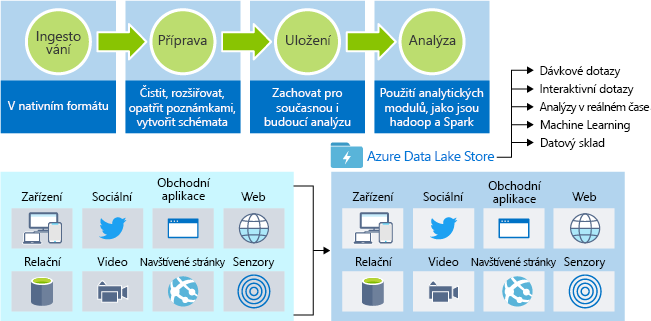 Ingesto
vání
Příprava
Uložení
Analýza
V nativním formátu
Čistit, rozšiřovat,
opatřit poznámkami,
vytvořit schémata
Zachovat pro
současnou i
budoucí analýzu
Použití analytických
modulů, jako jsou
hadoop a Spark
Dávkové dotazy
Interaktivní dotazy
Analýzy v reálném čase
Machine Learning
Datový sklad
Azure Data Lake Store
Zařízení
Sociální
Obchodní
aplikace
Web
Relační
Video
Navštívené stránky
Senzory
Zařízení
Sociální
Obchodní
aplikace
Web
Relační
Video
Navštívené stránky
Senzory